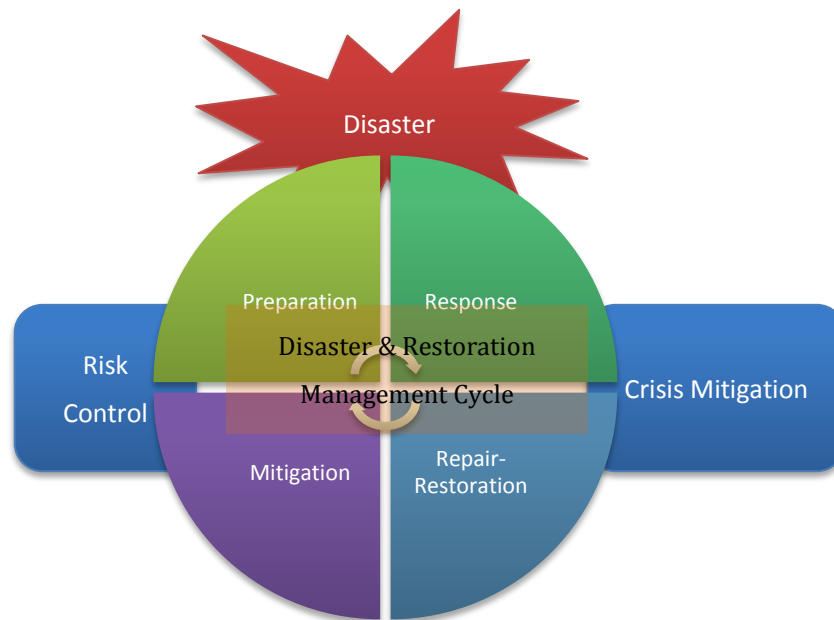 Disaster
Preparation
Response
Disaster & Restoration
Management Cycle
Risk
Control
Crisis Mitigation
Mitigation
Repair-
Restoration